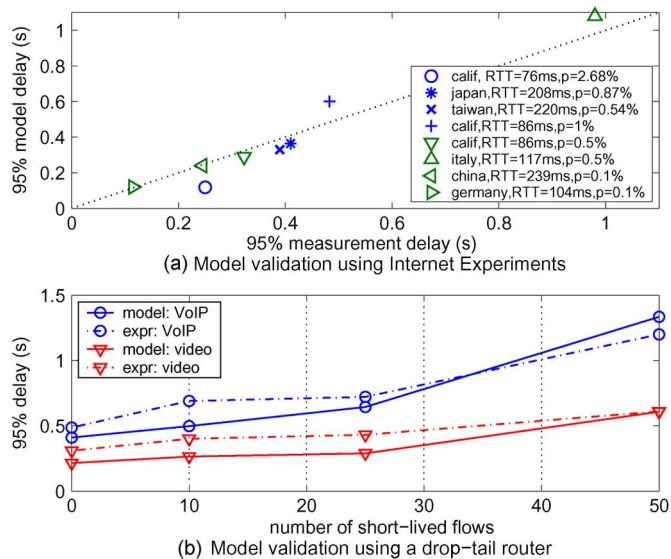 95% model delay (s)
1
0.8
0.6
0.4
0.2
0
0 0.2 0.4 0.6 0.8 1
calif, RTT=76ms,p=2.68%
japan,RTT=208ms,p=0.87%
taiwan,RTT=220ms,p=0.54%
calif,RTT=86ms,p=1%
calif,RTT=86ms,p=0.5%
italy,RTT=117ms,p=0.5%
china,RTT=239ms,p=0.1%
germany,RTT=104ms,p=0.1%
95% measurement delay (s)
(a) Model validation using Internet Experiments
95% delay (s)
1.5
1
0.5
0
model: VoIP
expr: VoIP
model: video
expr: video
0 10 20 30 40 50
number of short-lived flows
(b) Model validation using a drop-tail router